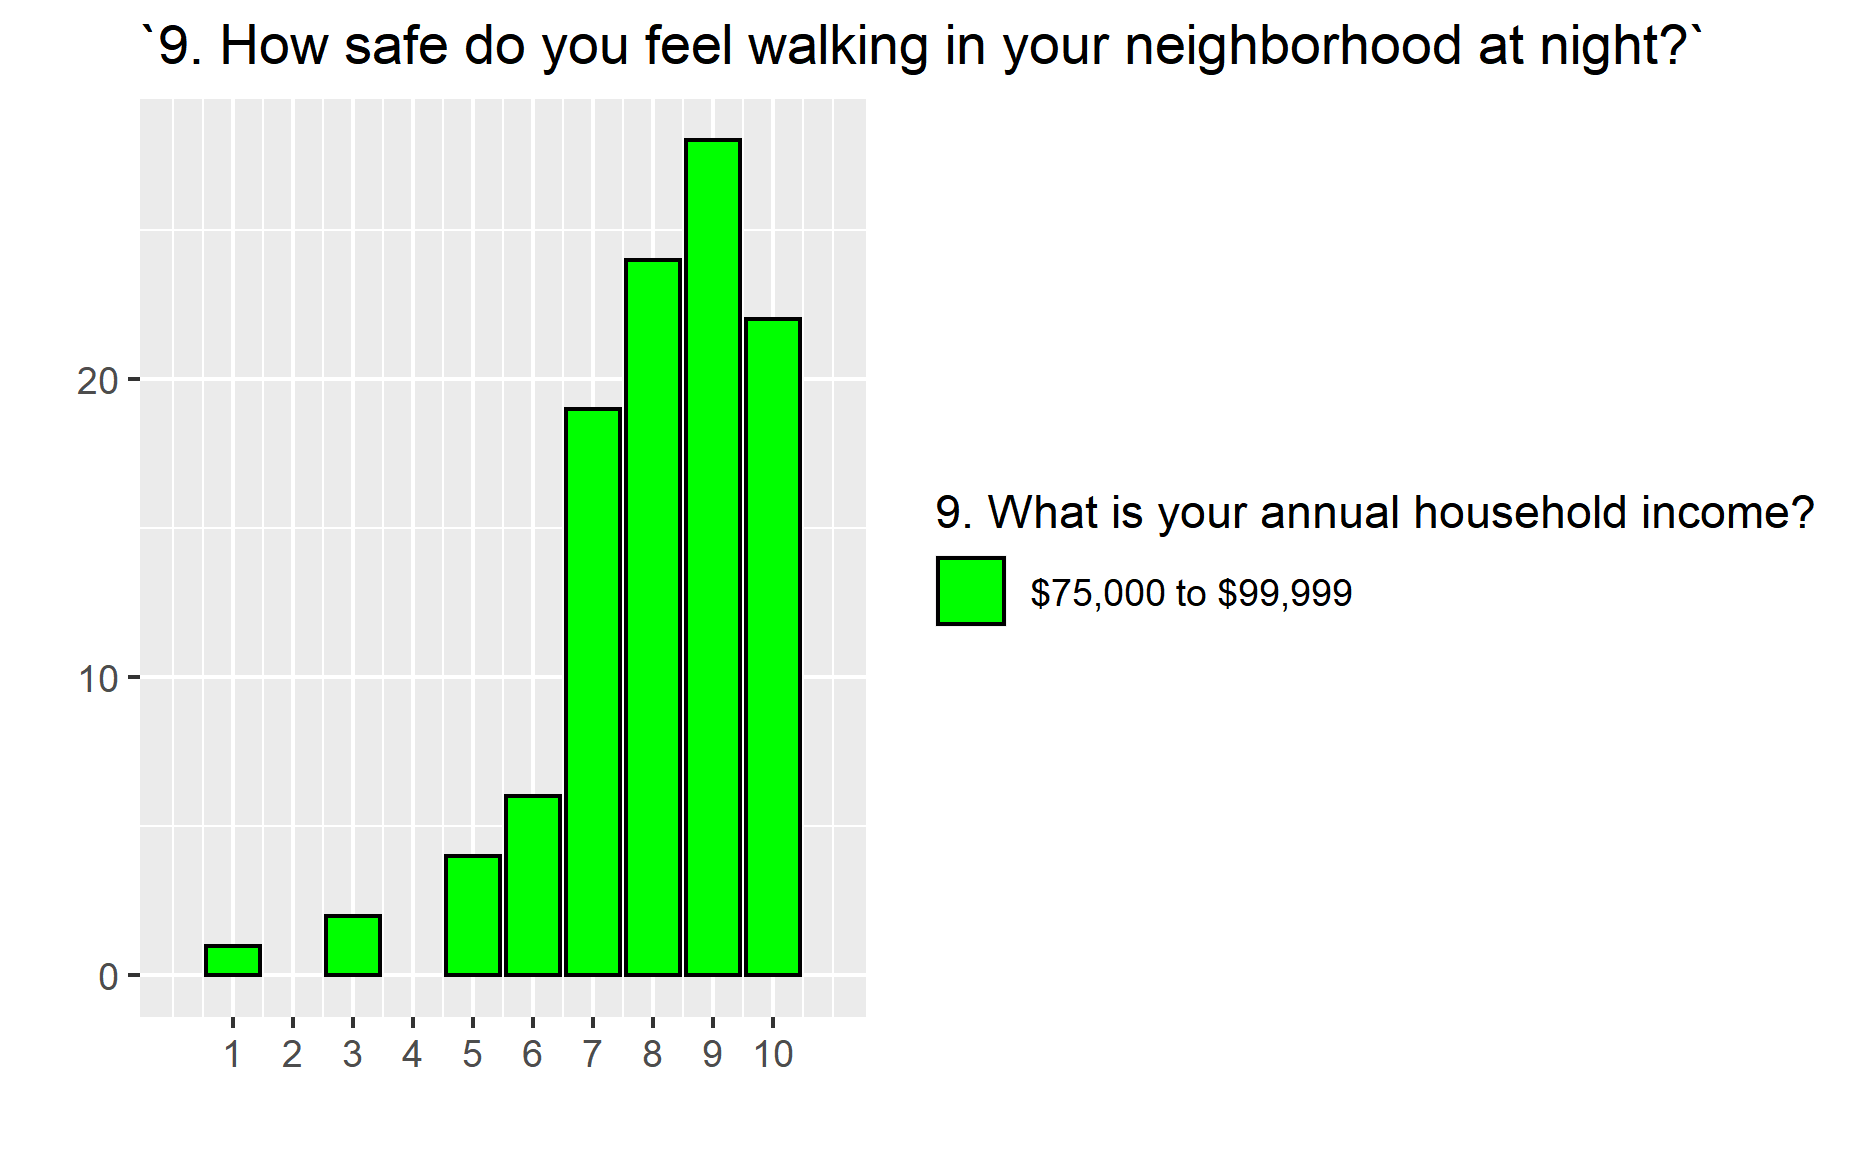 `9. How safe do you feel walking in your neighborhood at night?`
20
10
0
1 2 3 4 5 6 7 8 9 10
9. What is your annual household income?
$75,000 to $99,999